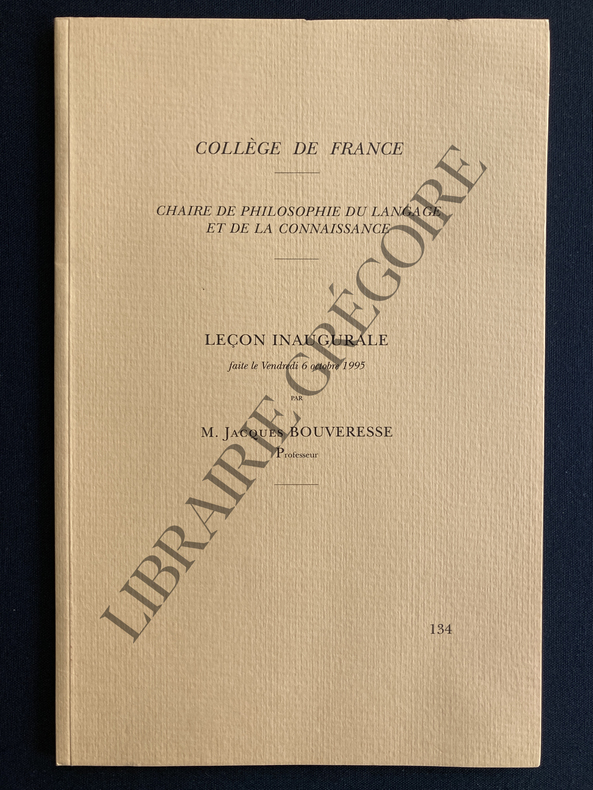 COLLÈGE DE FRANCE
CHAIRE DE PHILOSOPHIE DU LANGAGE
ET DE LA CONNAISSANCE
LEÇON INAUGURALE
faite le Vendredi 6 octobre 1995
PAR
M. JACQUES BOUVERESSE
Professeur
134
LIBRAIRIE GRÉGOIRE